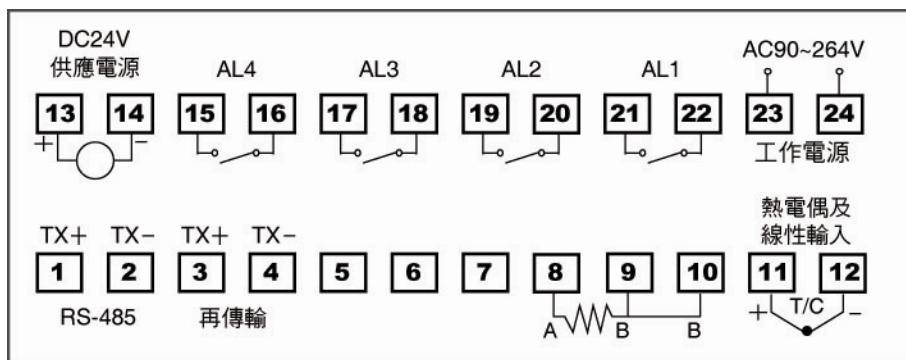 DC24V
供應電源
AL4
AL3
AL2
AL1
AC90~264V
13 14 15 16 17 18 19 20 21 22 23 24
+ −
工作電源
熱電偶及
線性輸入
TX+ TX− TX+ TX−
1 2 3 4 5 6 7 8 9 10 11 12
RS-485
再傳輸
A B B
+ T/C −